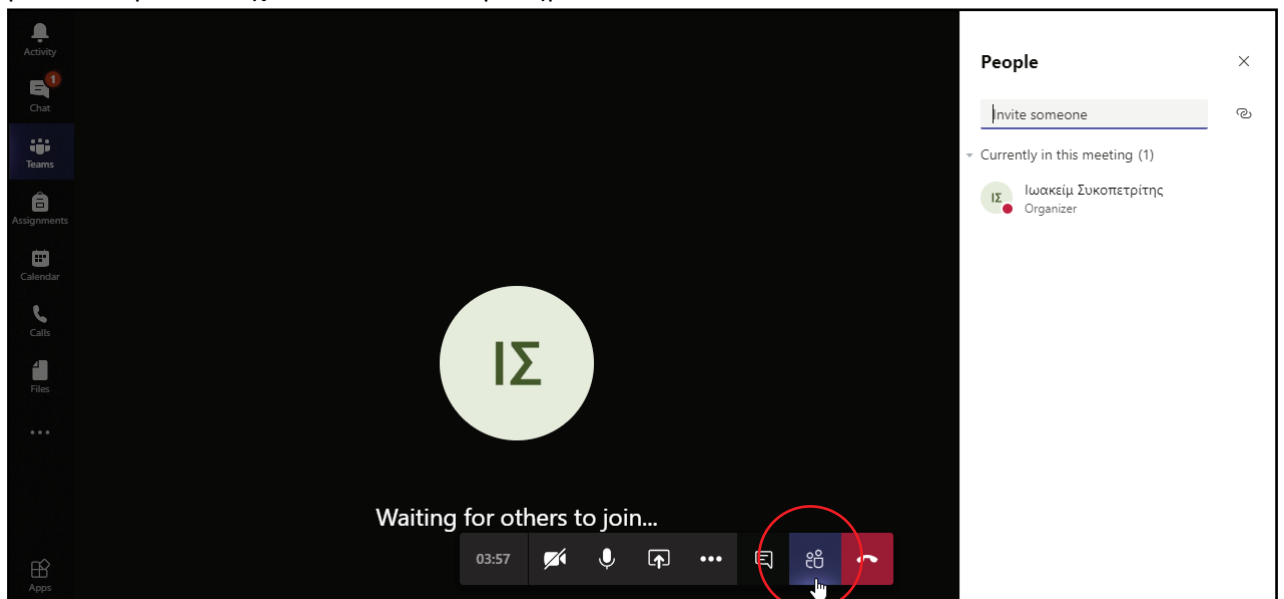 Activity
1
Chat
Teams
Assignments
Calendar
Calls
Files
Apps
ΙΣ
Waiting for others to join...
03:57
People
Invite someone
Currently in this meeting (1)
ΙΣ
Ιωακείμ Συκοπετρίτης
Organizer